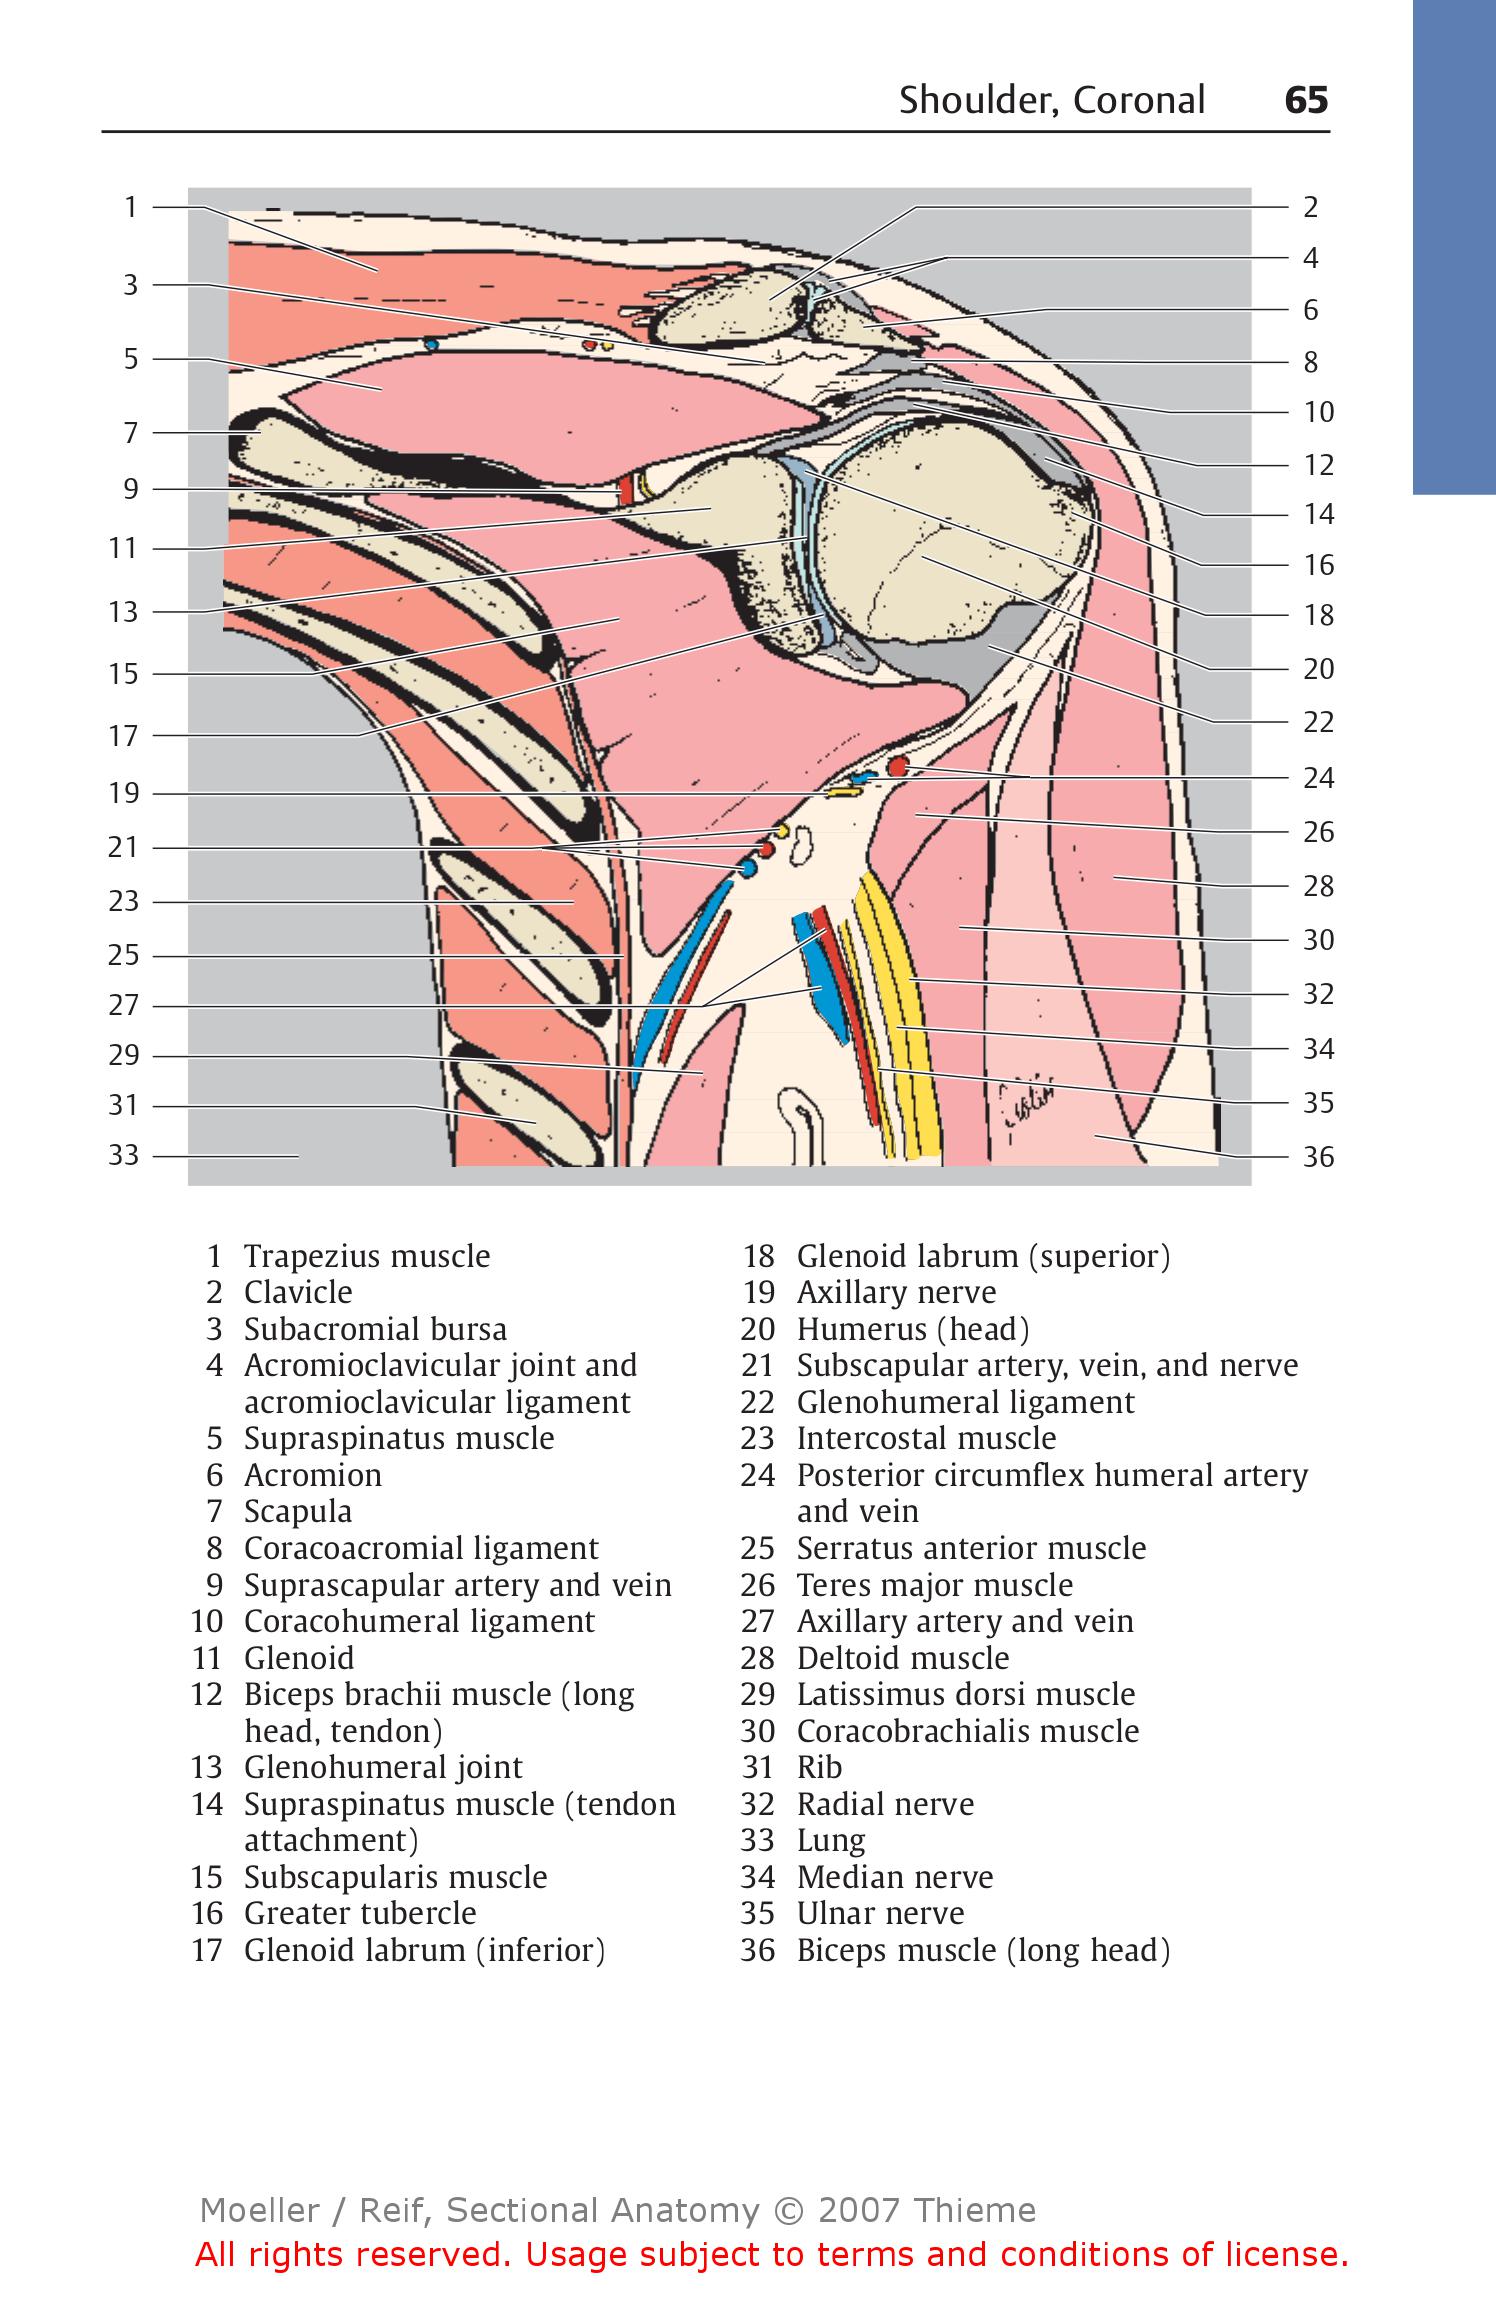 Shoulder, Coronal 65
1
2
3
4
5
6
7
8
9
10
11
12
13
14
15
16
17
18
19
20
21
22
23
24
25
26
27
28
29
30
31
32
33
34
35
36
1 Trapezius muscle
2 Clavicle
3 Subacromial bursa
4 Acromioclavicular joint and
acromioclavicular ligament
5 Supraspinatus muscle
6 Acromion
7 Scapula
8 Coracoacromial ligament
9 Suprascapular artery and vein
10 Coracohumeral ligament
11 Glenoid
12 Biceps brachii muscle (long
head, tendon)
13 Glenohumeral joint
14 Supraspinatus muscle (tendon
attachment)
15 Subscapularis muscle
16 Greater tubercle
17 Glenoid labrum (inferior)
18 Glenoid labrum (superior)
19 Axillary nerve
20 Humerus (head)
21 Subscapular artery, vein, and nerve
22 Glenohumeral ligament
23 Intercostal muscle
24 Posterior circumflex humeral artery
and vein
25 Serratus anterior muscle
26 Teres major muscle
27 Axillary artery and vein
28 Deltoid muscle
29 Latissimus dorsi muscle
30 Coracobrachialis muscle
31 Rib
32 Radial nerve
33 Lung
34 Median nerve
35 Ulnar nerve
36 Biceps muscle (long head)
Moeller / Reif, Sectional Anatomy © 2007 Thieme
All rights reserved. Usage subject to terms and conditions of license.